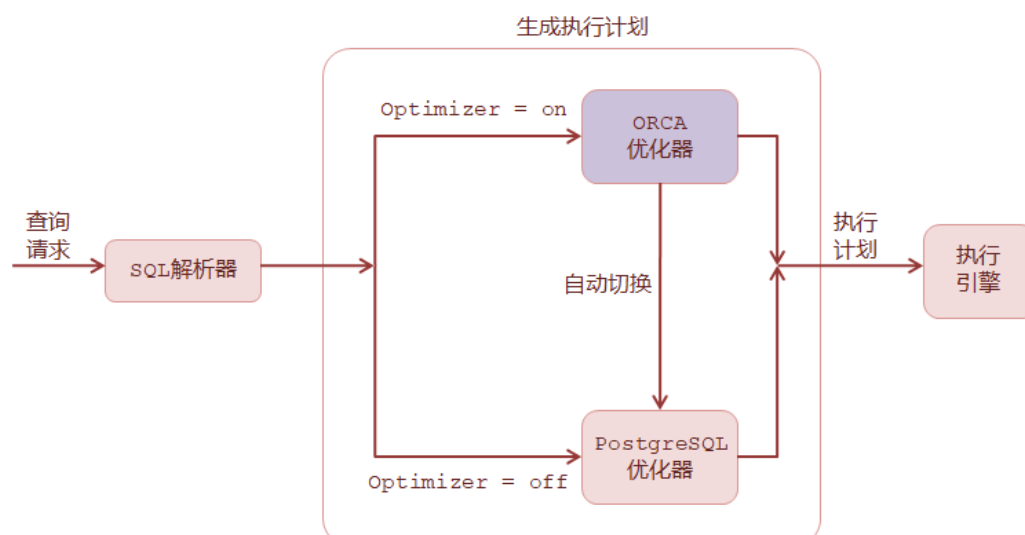 生成执行计划
Optimizer = on
ORCA
优化器
查询
请求
SQL解析器
自动切换
执行
计划
执行
引擎
PostgreSQL
优化器
Optimizer = off